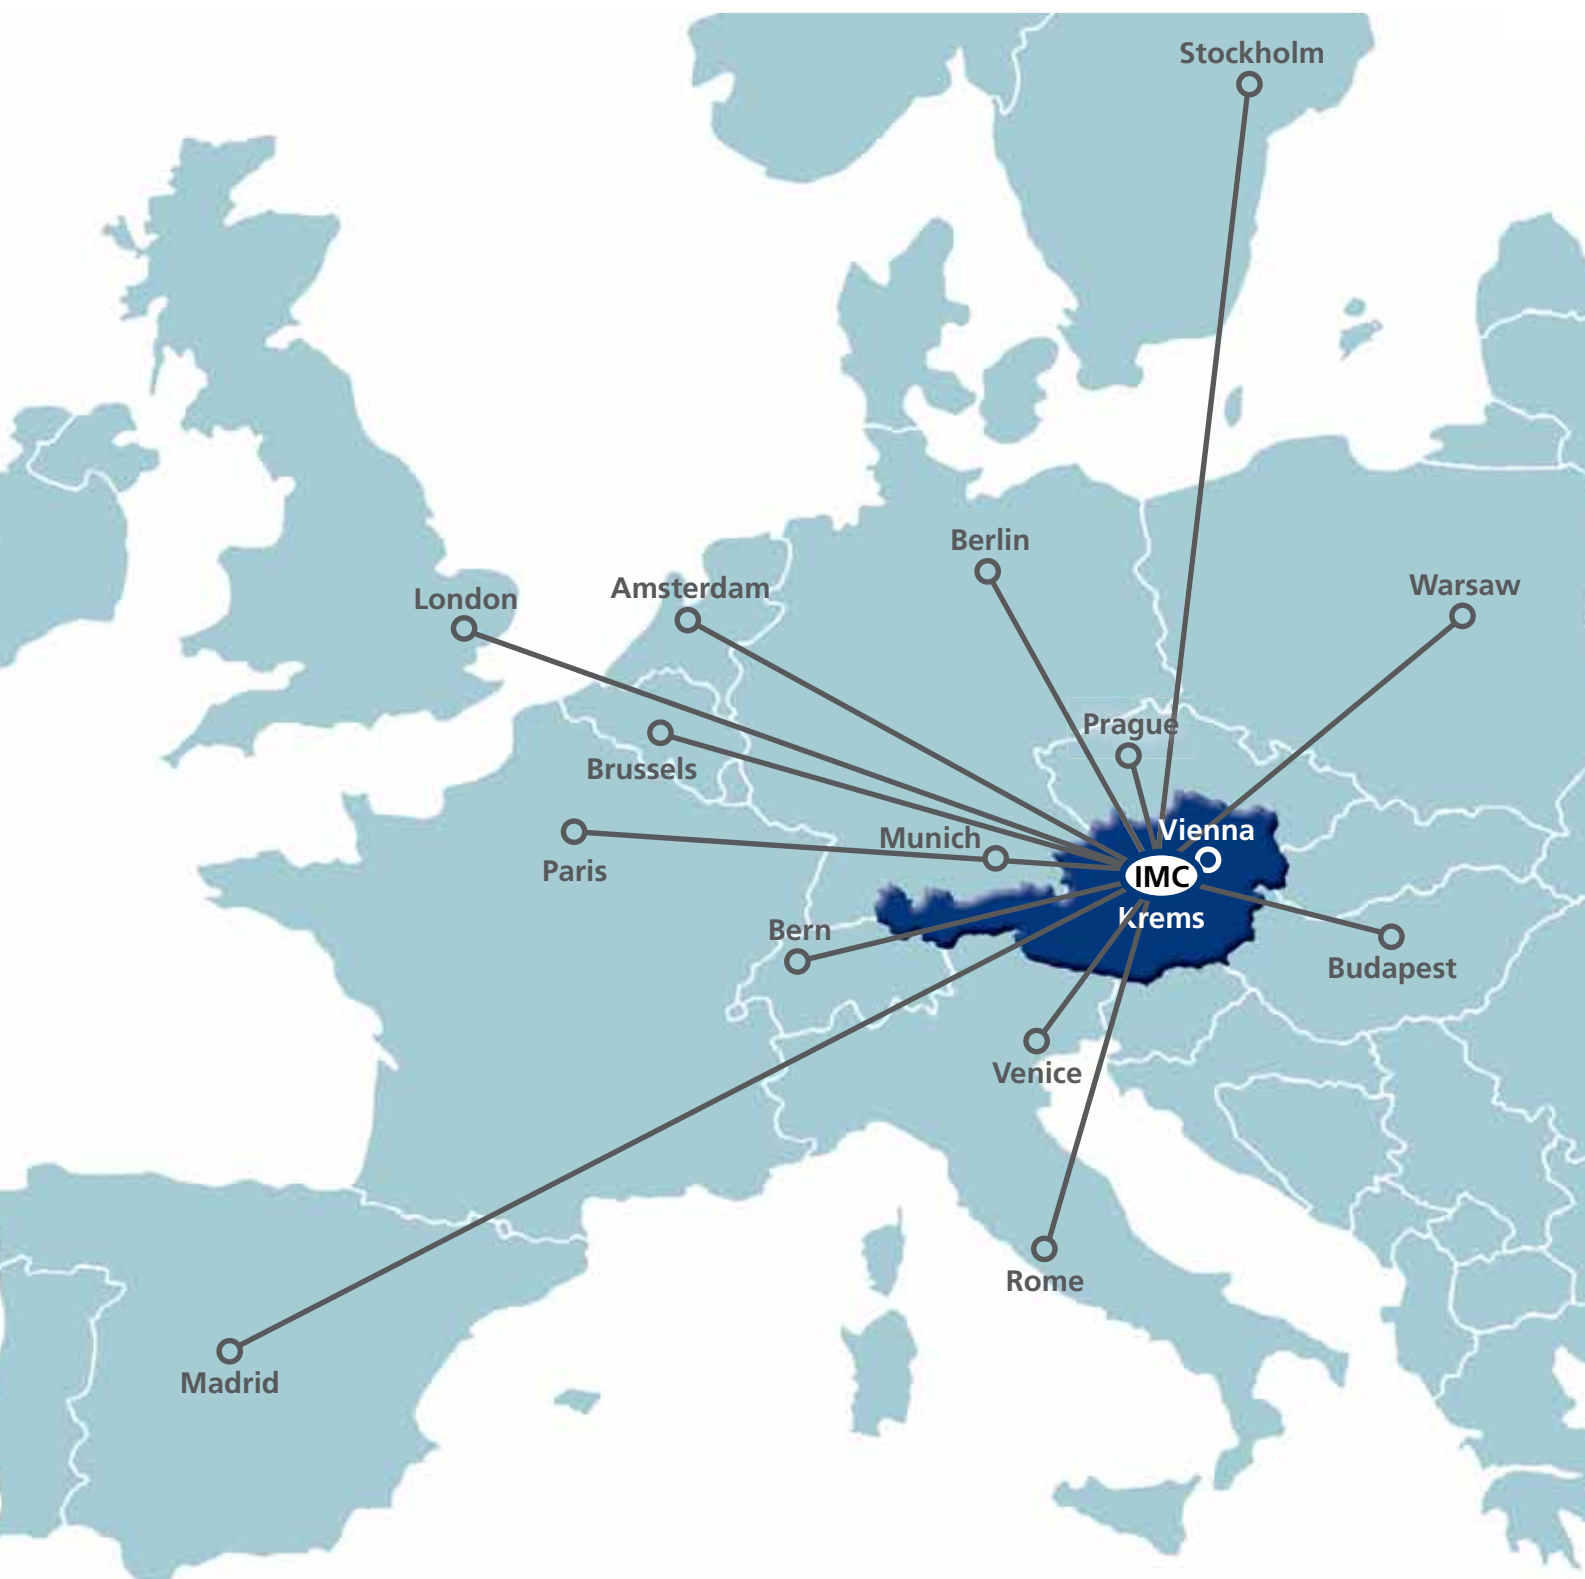 Stockholm
Berlin
Warsaw
Amsterdam
London
Prague
Brussels
Vienna
Munich
Paris
IMC
Krems
Bern
Budapest
Venice
Rome
Madrid